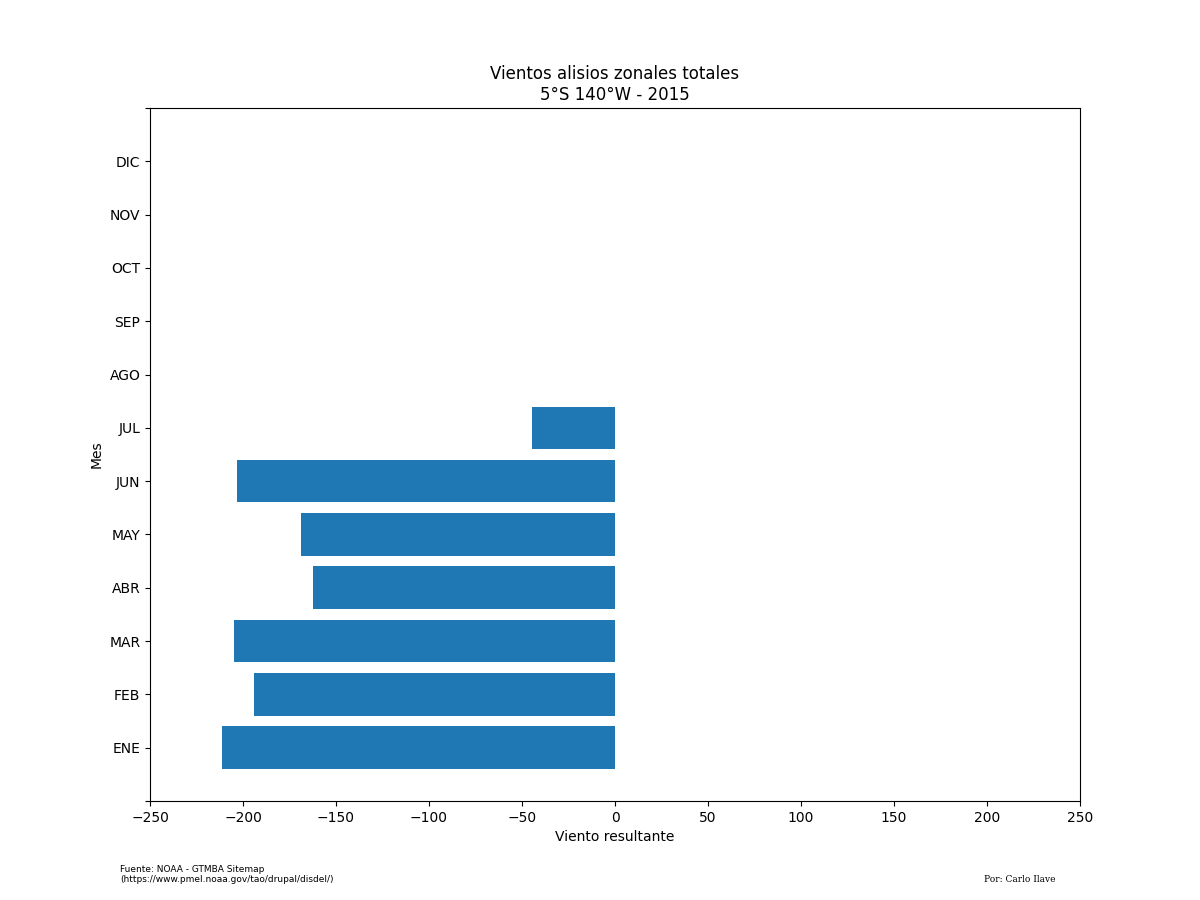 Vientos alisios zonales totales
5°S 140°W - 2015
DIC
NOV
OCT
SEP
AGO
JUL
JUN
MAY
ABR
MAR
FEB
ENE
Mes
−250 −200 −150 −100 −50 0 50 100 150 200 250
Viento resultante
Fuente: NOAA - GTMBA Sitemap
(https://www.pmel.noaa.gov/tao/drupal/disdel/)
Por: Carlo Ilave